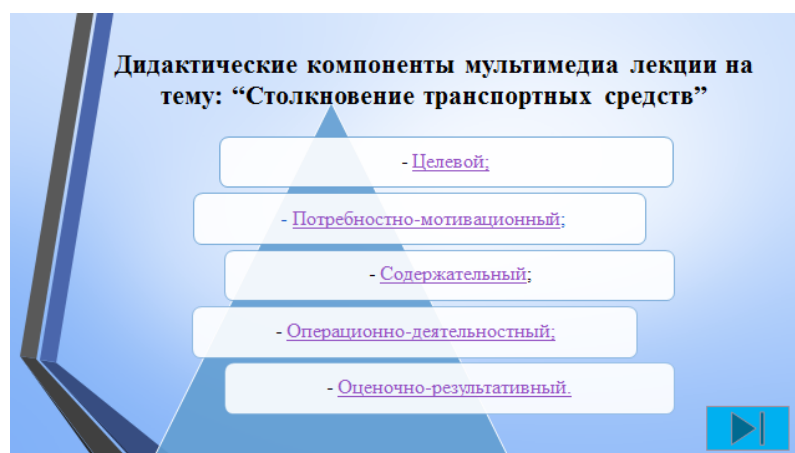 Дидактические компоненты мультимедиа лекции на
тему: “Столкновение транспортных средств”
- Целевой;
- Потребностно-мотивационный;
- Содержательный;
- Операционно-деятельностный;
- Оценочно-результативный.